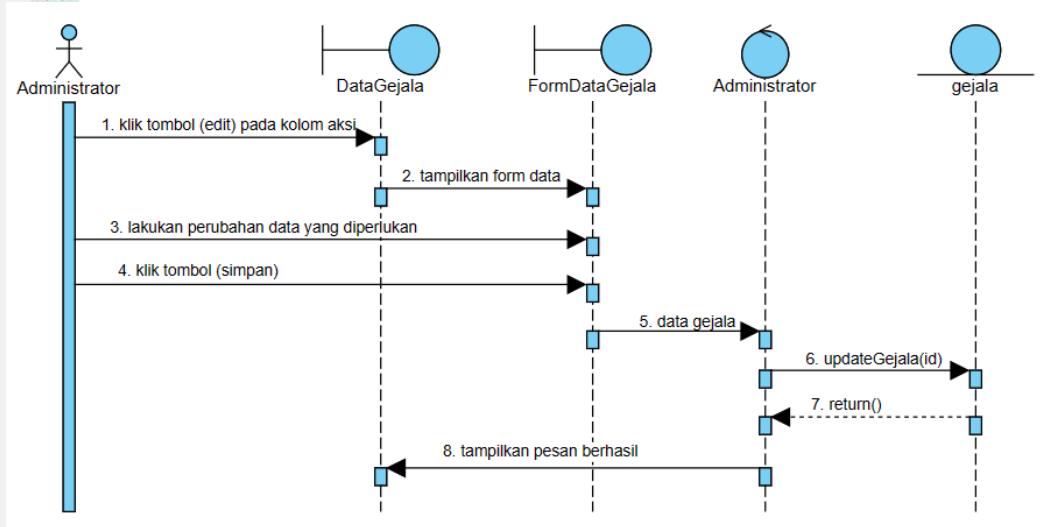 Administrator
DataGejala
FormDataGejala
Administrator
gejala
1. klik tombol (edit) pada kolom aksi
2. tampilkan form data
3. lakukan perubahan data yang diperlukan
4. klik tombol (simpan)
5. data gejala
6. updateGejala(id)
7. return()
8. tampilkan pesan berhasil